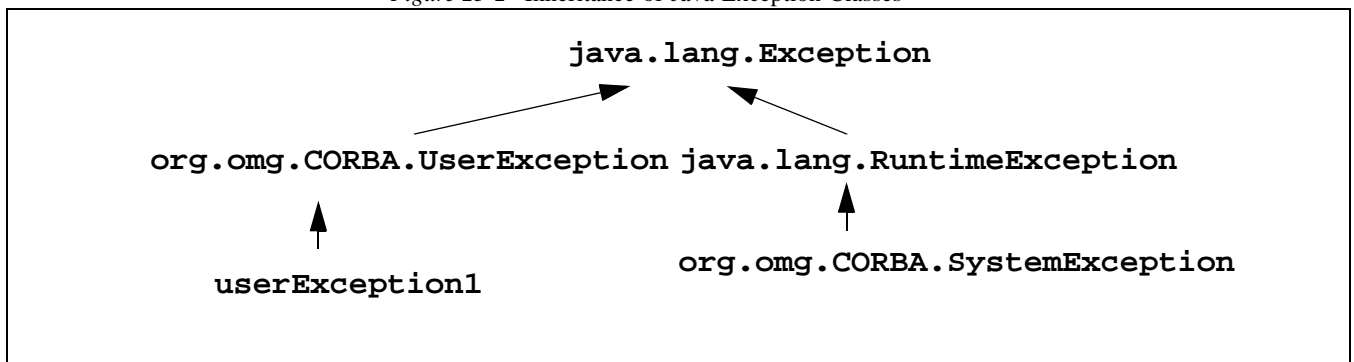 java.lang.Exception
org.omg.CORBA.UserException java.lang.RuntimeException
org.omg.CORBA.SystemException
userException1